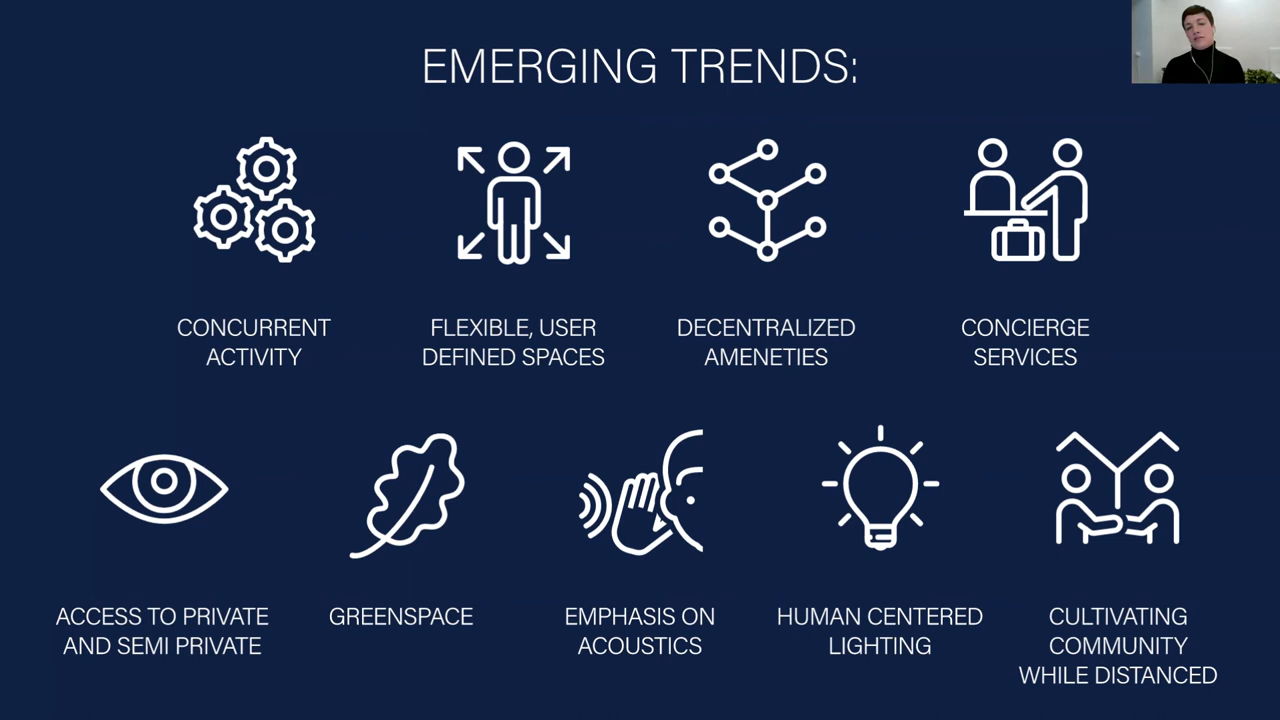 EMERGING TRENDS:
CONCURRENT
ACTIVITY
FLEXIBLE, USER
DEFINED SPACES
DECENTRALIZED
AMENETIES
CONCIERGE
SERVICES
ACCESS TO PRIVATE
AND SEMI PRIVATE
GREENSPACE
EMPHASIS ON
ACOUSTICS
HUMAN CENTERED
LIGHTING
CULTIVATING
COMMUNITY
WHILE DISTANCED